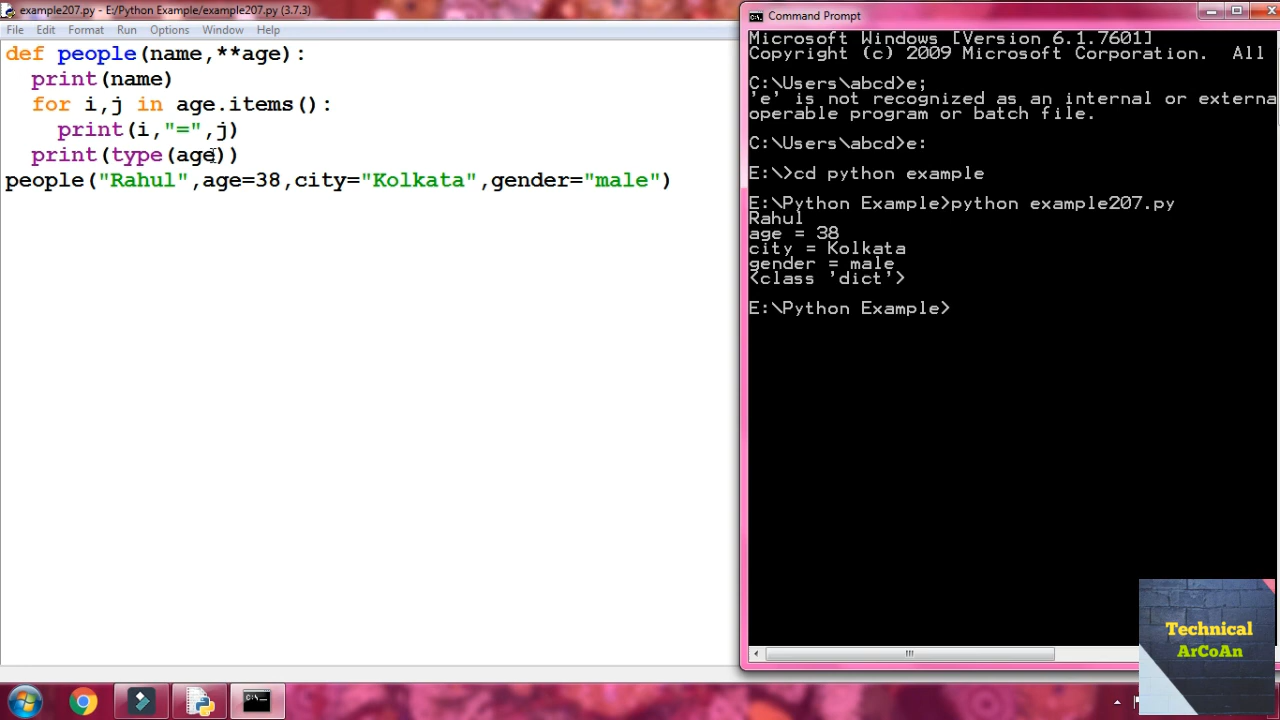 example207.py - E:/Python Example/example207.py (3.7.3)
File Edit Format Run Options Window Help
def people(name,**age):
print(name)
for i,j in age.items():
print(i,"=",j)
print(type(age))
people("Rahul",age=38,city="Kolkata",gender="male")
Command Prompt
Microsoft Windows [Version 6.1.7601]
Copyright (c) 2009 Microsoft Corporation. All
C:\Users\abcd>e;
'e' is not recognized as an internal or externa
operable program or batch file.
C:\Users\abcd>e:
E:\>cd python example
E:\Python Example>python example207.py
Rahul
age = 38
city = Kolkata
gender = male
<class 'dict'>
E:\Python Example>
Technical
ArCoAn